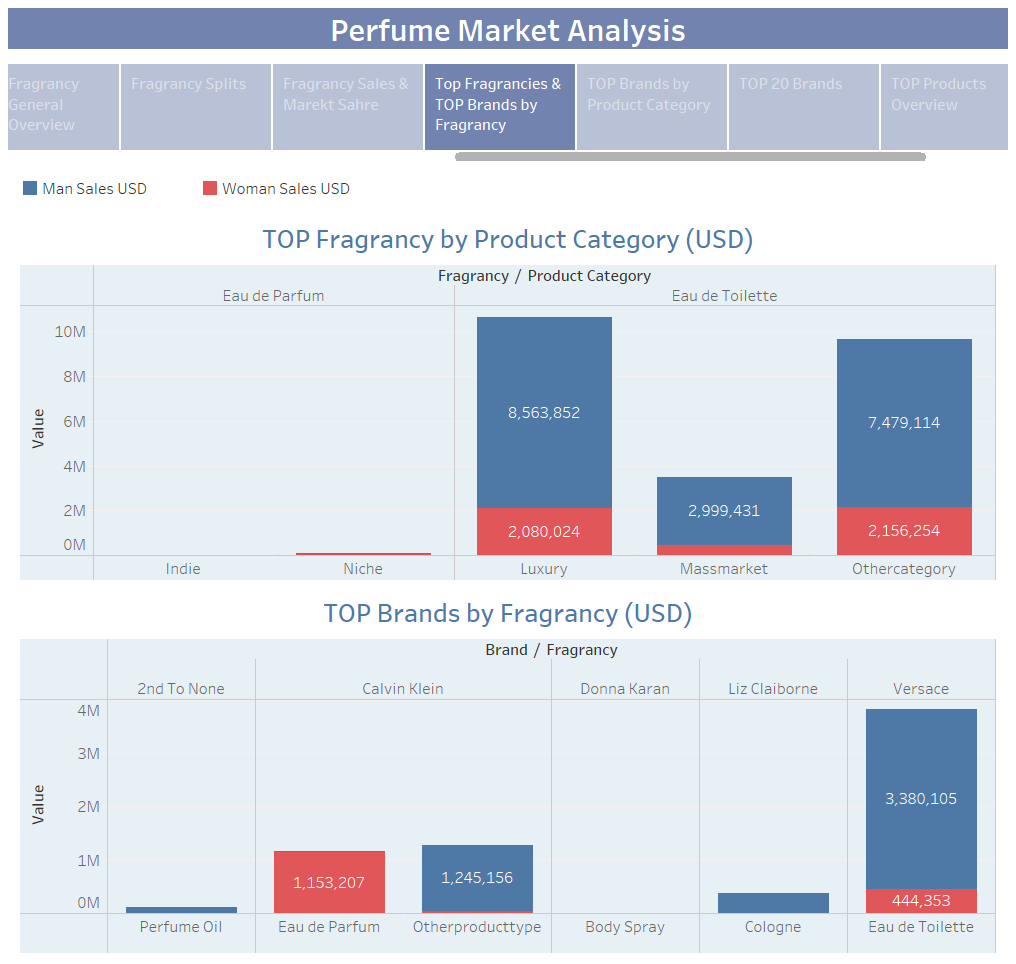 Perfume Market Analysis
Fragrancy
General
Overview
Fragrancy Splits
Fragrancy Sales &
Marekt Sahre
Top Fragrancies &
TOP Brands by
Fragrancy
TOP Brands by
Product Category
TOP 20 Brands
TOP Products
Overview
Man Sales USD
Woman Sales USD
TOP Fragrancy by Product Category (USD)
Fragrancy / Product Category
Eau de Parfum
Eau de Toilette
Value
10M
8M
6M
4M
2M
0M
8,563,852
2,080,024
2,999,431
7,479,114
2,156,254
Indie
Niche
Luxury
Massmarket
Othercategory
TOP Brands by Fragrancy (USD)
Brand / Fragrancy
2nd To None
Calvin Klein
Donna Karan
Liz Claiborne
Versace
Value
4M
3M
2M
1M
0M
1,153,207
1,245,156
3,380,105
444,353
Perfume Oil
Eau de Parfum
Otherproducttype
Body Spray
Cologne
Eau de Toilette